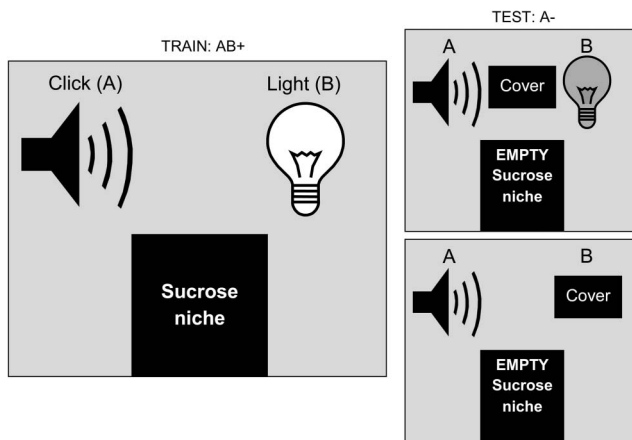 TRAIN: AB+
Click (A)
Light (B)
Sucrose
niche
TEST: A-
A
B
Cover
EMPTY
Sucrose
niche
A
B
Cover
EMPTY
Sucrose
niche